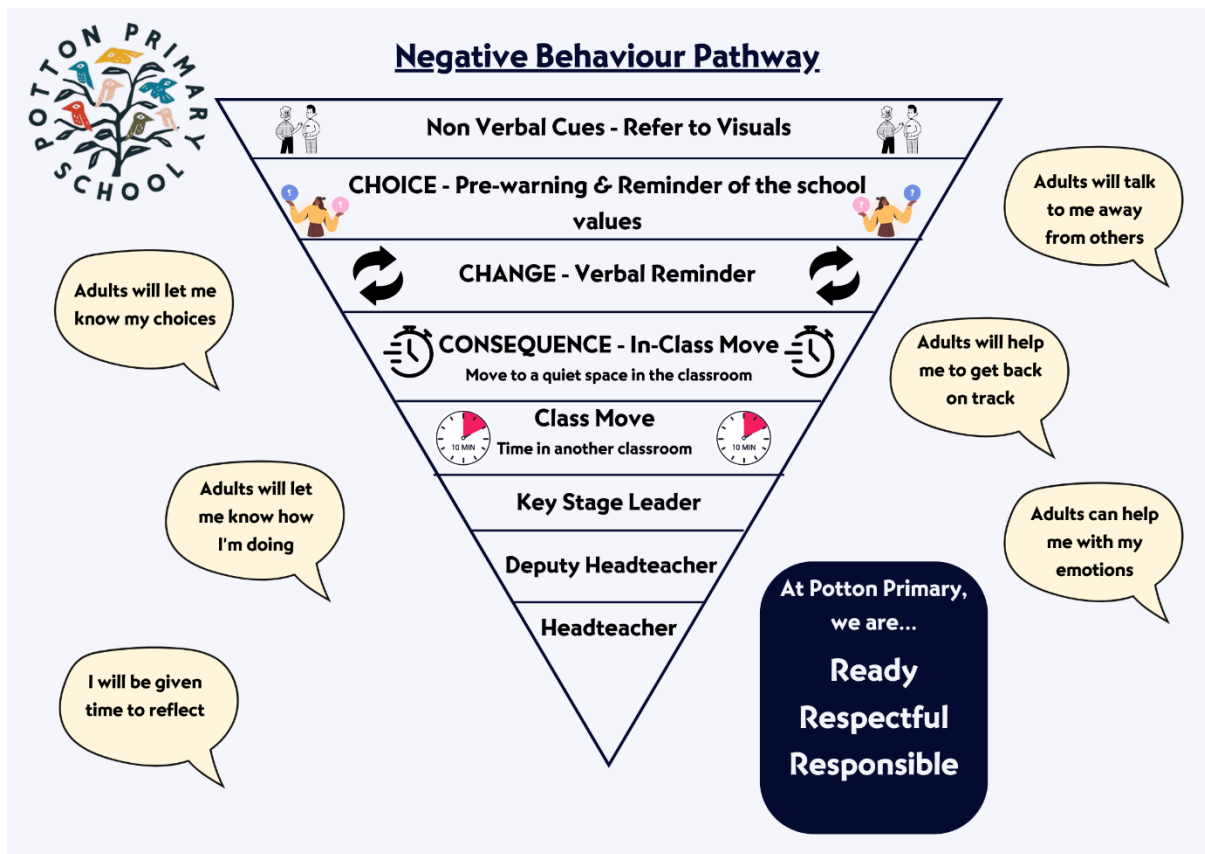 POTTON PRIMARY SCHOOL
Negative Behaviour Pathway
Non Verbal Cues - Refer to Visuals
CHOICE - Pre-warning & Reminder of the school
values
CHANGE - Verbal Reminder
CONSEQUENCE - In-Class Move
Move to a quiet space in the classroom
Class Move
10 MIN
Time in another classroom
10 MIN
Key Stage Leader
Deputy Headteacher
Headteacher
Adults will let me
know my choices
Adults will let
me know how
I'm doing
I will be given
time to reflect
Adults will talk
to me away
from others
Adults will help
me to get back
on track
Adults can help
me with my
emotions
At Potton Primary,
we are...
Ready
Respectful
Responsible